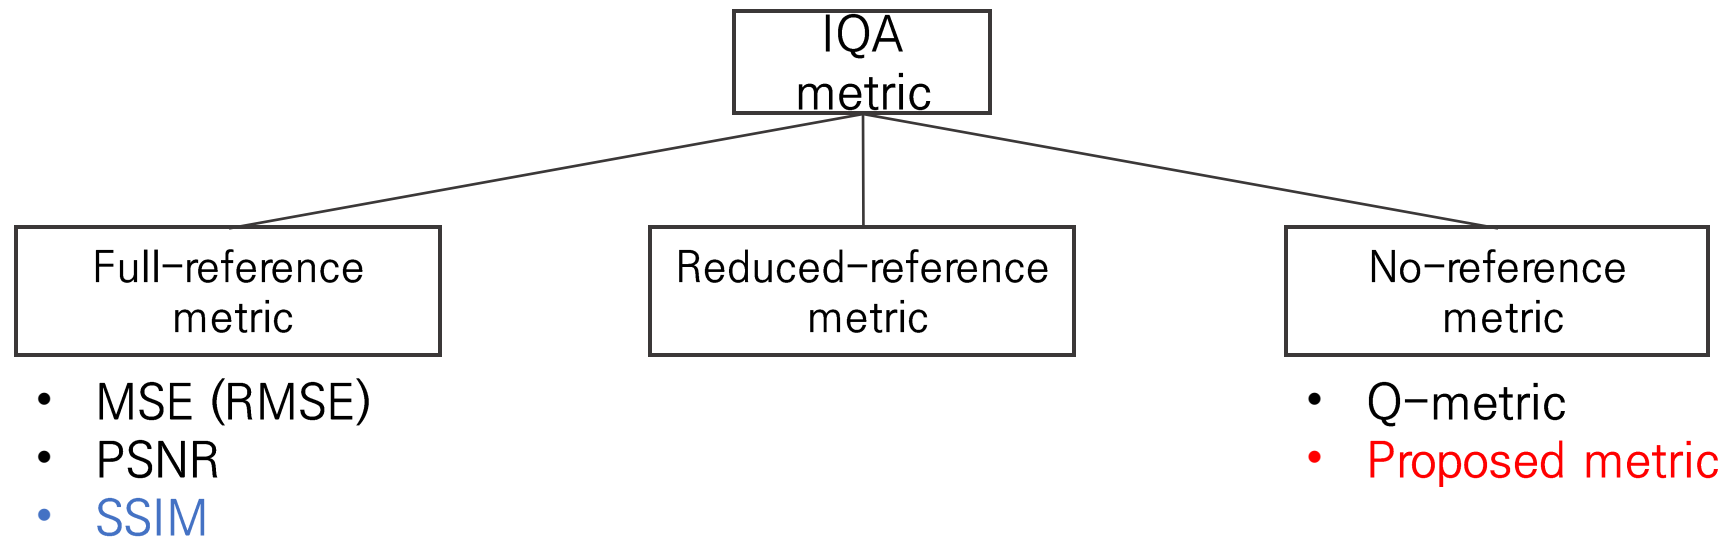 IQA
metric
Full-reference
metric
Reduced-reference
metric
No-reference
metric
• MSE (RMSE)
• PSNR
• SSIM
• Q-metric
• Proposed metric